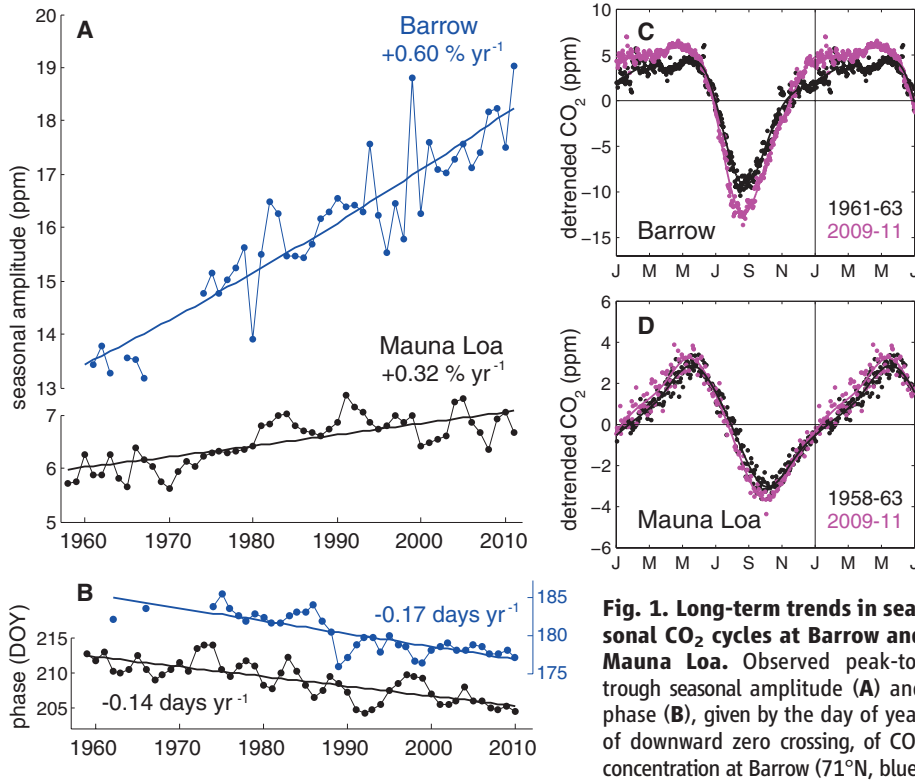 A
Barrow
+0.60 % yr-1
Mauna Loa
+0.32 % yr-1
seasonal amplitude (ppm)
20
19
18
17
16
15
14
13
7
6
5
1960 1970 1980 1990 2000 2010
B
-0.17 days yr-1
-0.14 days yr-1
phase (DOY)
215
210
205
185
180
175
1960 1970 1980 1990 2000 2010
C
detrended CO2 (ppm)
10
5
0
−5
−10
−15
1961-63
2009-11
Barrow
J M M J S N J M M J
D
detrended CO2 (ppm)
6
4
2
0
−2
−4
−6
1958-63
2009-11
Mauna Loa
J M M J S N J M M J
Fig. 1. Long-term trends in sea
sonal CO2 cycles at Barrow and
Mauna Loa. Observed peak-to
trough seasonal amplitude (A) and
phase (B), given by the day of year
of downward zero crossing, of CO
concentration at Barrow (71°N, blue